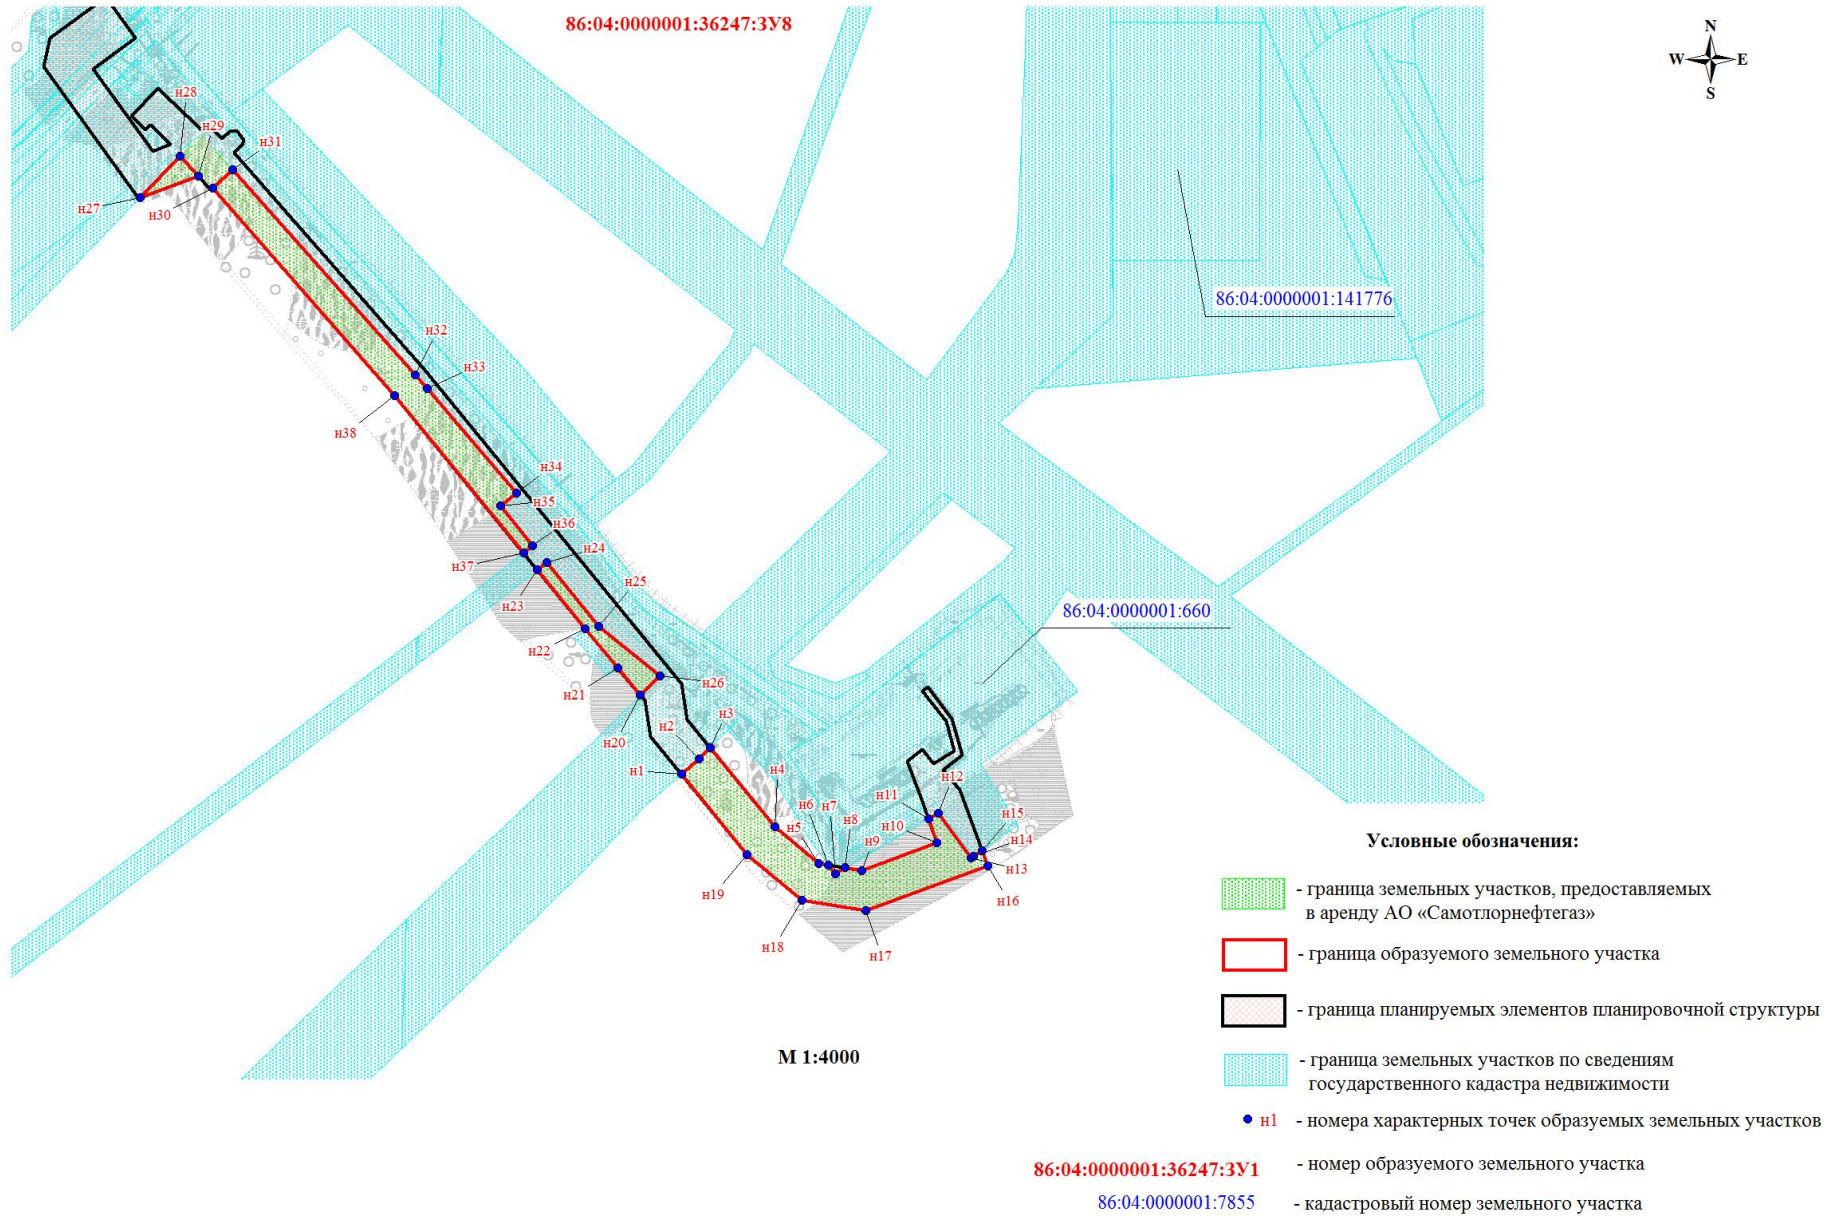 86:04:0000001:36247:ЗУ8
N
W
E
S
н28
н29
н31
н27
н30
86:04:0000001:141776
н32
н33
н38
н34
н35
н36
н24
н37
н25
н23
86:04:0000001:660
н22
н26
н21
н3
н2
н20
н1
н4
н12
н6
н7
н11
н8
н5
н10
н15
н9
н14
н13
н19
н16
н18
н17
Условные обозначения:
- граница земельных участков, предоставляемых
в аренду АО «Самотлорнефтегаз»
- граница образуемого земельного участка
- граница планируемых элементов планировочной структуры
М 1:4000
- граница земельных участков по сведениям
государственного кадастра недвижимости
н1 - номера характерных точек образуемых земельных участков
86:04:0000001:36247:ЗУ1 - номер образуемого земельного участка
86:04:0000001:7855 - кадастровый номер земельного участка